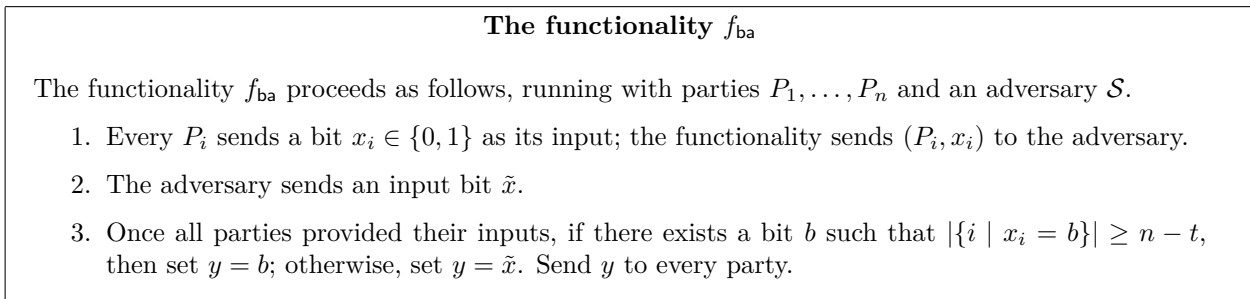 The functionality f_ba
The functionality f_ba proceeds as follows, running with parties P_1, . . . , P_n and an adversary 𝒮.
1. Every P_i sends a bit x_i ∈ {0, 1} as its input; the functionality sends (P_i, x_i) to the adversary.
2. The adversary sends an input bit x̃.
3. Once all parties provided their inputs, if there exists a bit b such that |{i | x_i = b}| ≥ n − t,
then set y = b; otherwise, set y = x̃. Send y to every party.